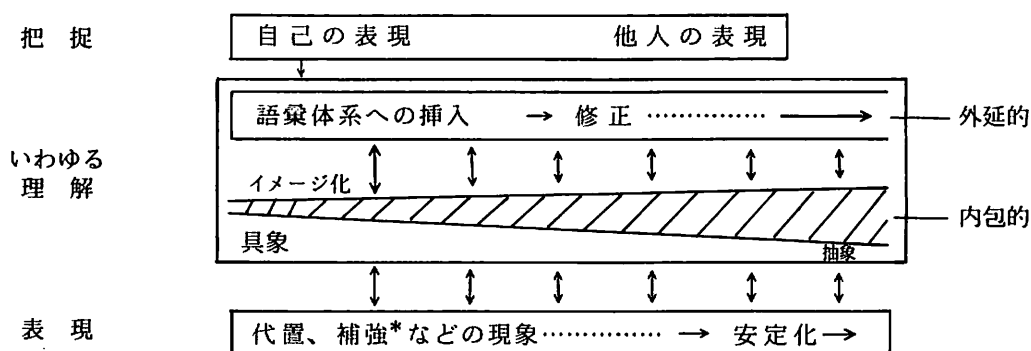 把捉
自己の表現 他人の表現
語彙体系への挿入 → 修正 ………… →
外延的
いわゆる
理解
イメージ化
内包的
具象
抽象
表現
代置、補強*などの現象 ………… → 安定化 →